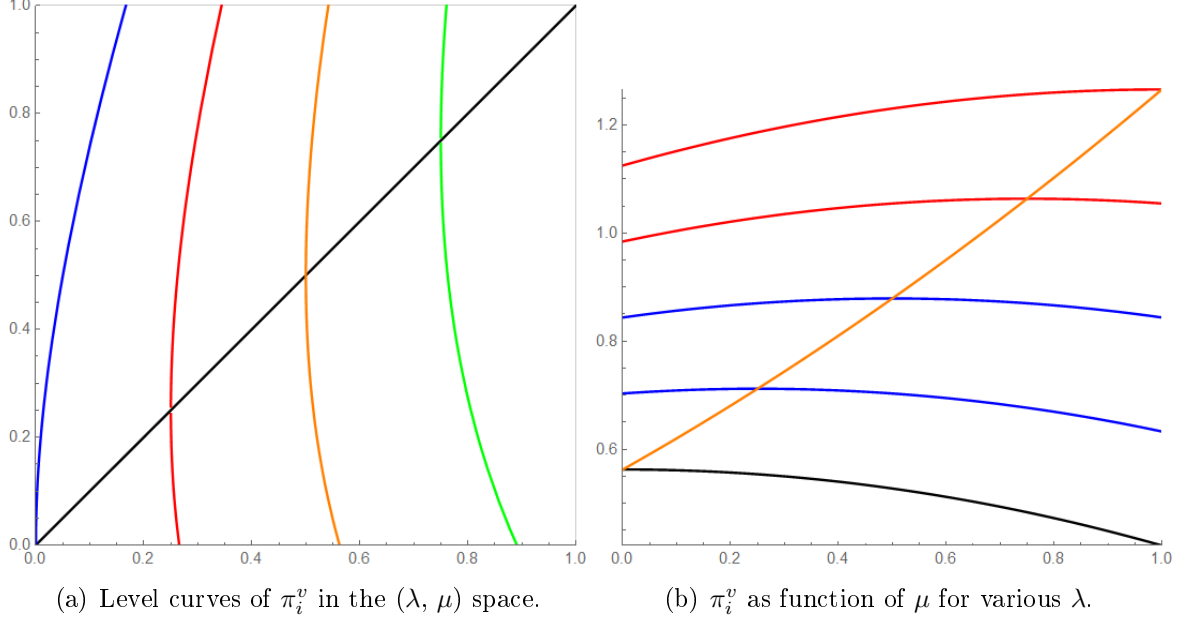 1.0
0.8
0.6
0.4
0.2
0.0
0.0 0.2 0.4 0.6 0.8 1.0
(a) Level curves of π_i^v in the (λ, μ) space.
1.2
1.0
0.8
0.6
0.0 0.2 0.4 0.6 0.8 1.0
(b) π_i^v as function of μ for various λ.